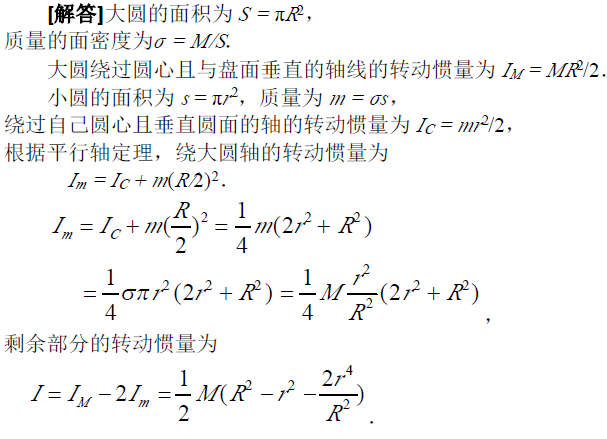 [解答]大圆的面积为 S = πR²,
质量的面密度为σ = M/S.
大圆绕过圆心且与盘面垂直的轴线的转动惯量为 I_M = MR²/2.
小圆的面积为 s = πr²，质量为 m = σs,
绕过自己圆心且垂直圆面的轴的转动惯量为 I_C = mr²/2,
根据平行轴定理，绕大圆轴的转动惯量为
I_m = I_C + m(R/2)².
I_m = I_C + m(R/2)² = 1/4 m(2r² + R²)
= 1/4 σπr²(2r² + R²) = 1/4 M r²/R² (2r² + R²),
剩余部分的转动惯量为
I = I_M − 2I_m = 1/2 M(R² − r² − 2r⁴/R²).